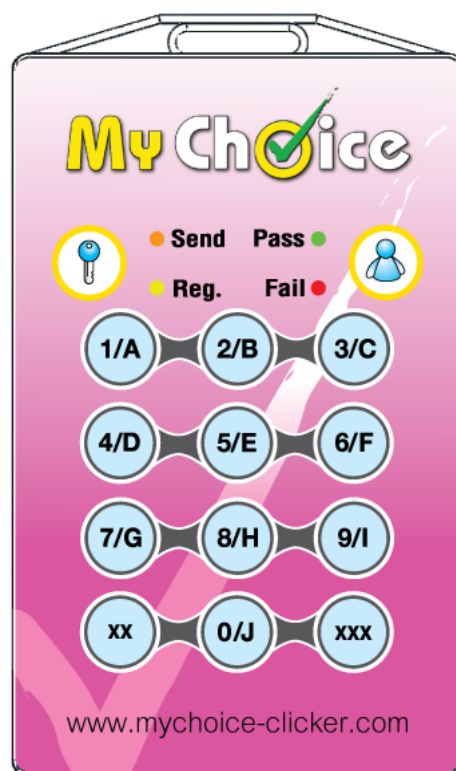 My Choice
Send Pass
Reg. Fail
1/A 2/B 3/C
4/D 5/E 6/F
7/G 8/H 9/I
xx 0/J xxx
www.mychoice-clicker.com